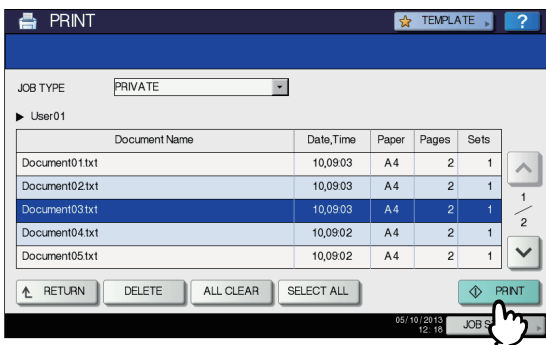 PRINT
TEMPLATE
?
JOB TYPE PRIVATE
User01
Document Name Date,Time Paper Pages Sets
Document01.txt 10,09:03 A4 2 1
Document02.txt 10,09:03 A4 2 1
Document03.txt 10,09:03 A4 2 1
Document04.txt 10,09:02 A4 2 1
Document05.txt 10,09:02 A4 2 1
1
2
RETURN DELETE ALL CLEAR SELECT ALL PRINT
05/10/2013
12:18
JOB